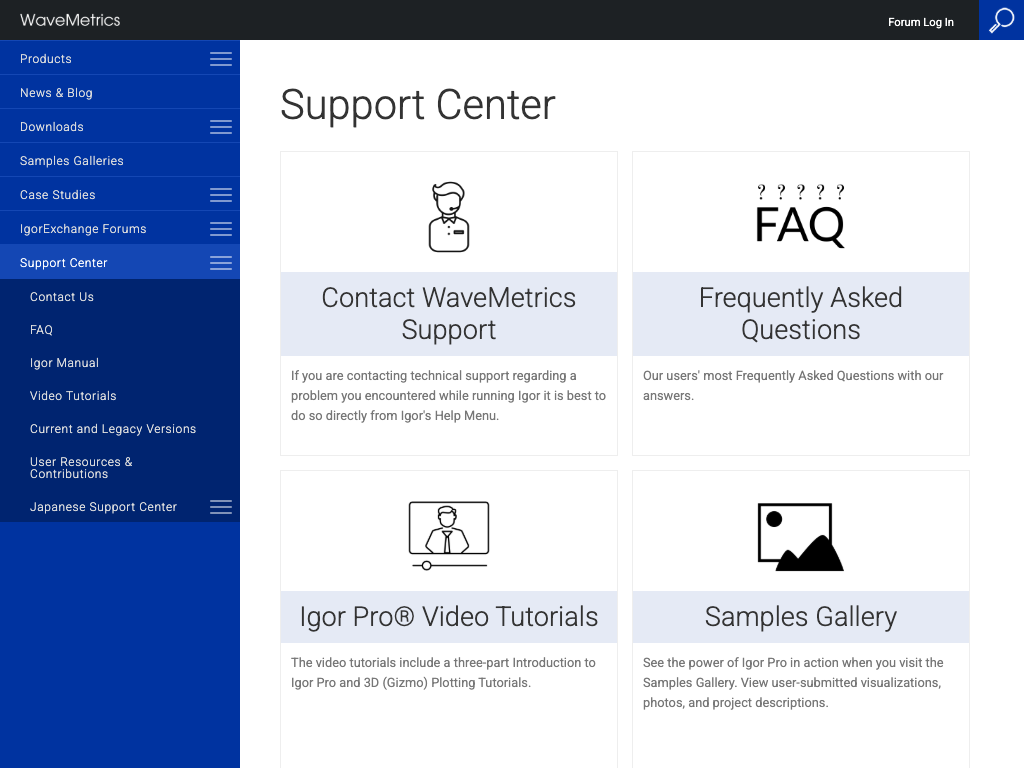 WaveMetrics
Forum Log In
Products
News & Blog
Downloads
Samples Galleries
Case Studies
IgorExchange Forums
Support Center
Contact Us
FAQ
Igor Manual
Video Tutorials
Current and Legacy Versions
User Resources &
Contributions
Japanese Support Center
Support Center
Contact WaveMetrics
Support
If you are contacting technical support regarding a
problem you encountered while running Igor it is best to
do so directly from Igor's Help Menu.
? ? ? ? ?
FAQ
Frequently Asked
Questions
Our users' most Frequently Asked Questions with our
answers.
Igor Pro® Video Tutorials
The video tutorials include a three-part Introduction to
Igor Pro and 3D (Gizmo) Plotting Tutorials.
Samples Gallery
See the power of Igor Pro in action when you visit the
Samples Gallery. View user-submitted visualizations,
photos, and project descriptions.